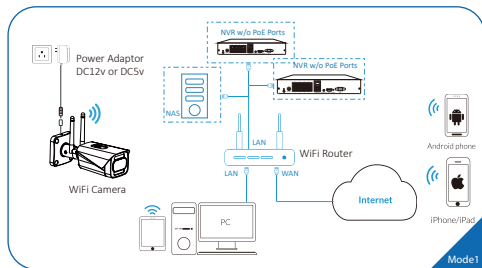 NVR w/o PoE Ports
Power Adaptor
DC12v or DC5v
NVR w/o PoE Ports
NAS
LAN
WiFi Router
LAN
WAN
WiFi Camera
PC
Internet
Android phone
iPhone/iPad
Mode1